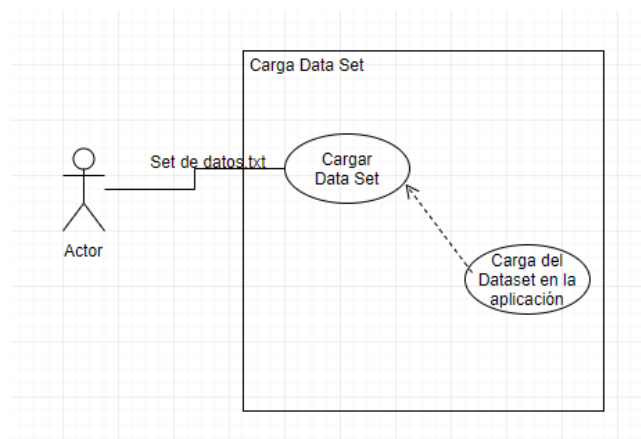 Carga Data Set
Set de datos.txt
Cargar
Data Set
Actor
Carga del
Dataset en la
aplicación